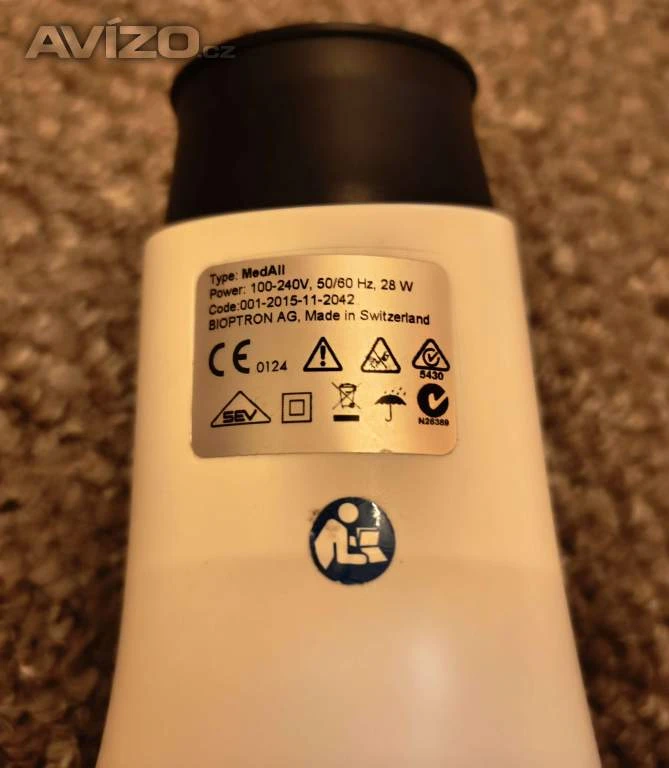 AVÍZO.cz
Type: MedAll
Power: 100-240V, 50/60 Hz, 28 W
Code:001-2015-11-2042
BIOPTRON AG, Made in Switzerland
CE 0124
5430
SEV
N26389